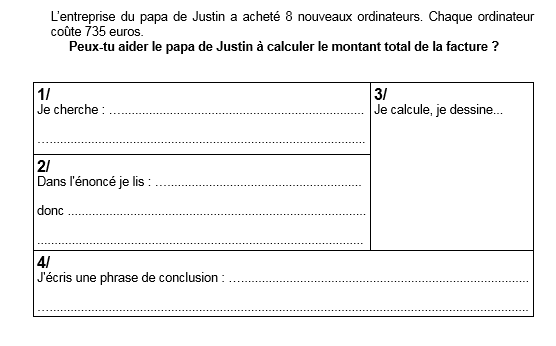 L'entreprise du papa de Justin a acheté 8 nouveaux ordinateurs. Chaque ordinateur
coûte 735 euros.
Peux-tu aider le papa de Justin à calculer le montant total de la facture ?
1/
Je cherche : ................................................................
................................................................
2/
Dans l'énoncé je lis : ................................................................
donc ................................................................
................................................................
3/
Je calcule, je dessine...
4/
J'écris une phrase de conclusion : ................................................................
................................................................